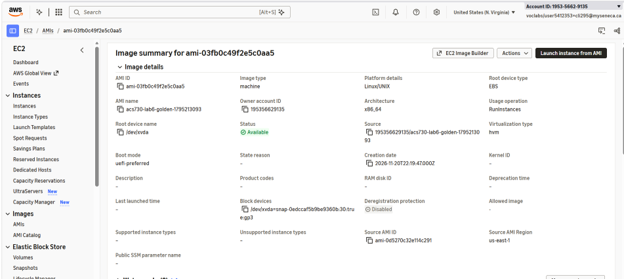 aws
Search
[Alt+S]
United States (N. Virginia)
Account ID: 1953-5662-9135
voclabs/user5412353=cli295@myseneca.ca
EC2 > AMIs > ami-03fb0c49f2e5c0aa5
EC2
Dashboard
AWS Global View
Events
Instances
Instances
Instance Types
Launch Templates
Spot Requests
Savings Plans
Reserved Instances
Dedicated Hosts
Capacity Reservations
UltraServers New
Capacity Manager New
Images
AMIs
AMI Catalog
Elastic Block Store
Volumes
Snapshots
Image summary for ami-03fb0c49f2e5c0aa5
EC2 Image Builder
Actions
Launch instance from AMI
Image details
AMI ID
ami-03fb0c49f2e5c0aa5
Image type
machine
Platform details
Linux/UNIX
Root device type
EBS
AMI name
acs730-lab6-golden-1795213093
Owner account ID
195356629135
Architecture
x86_64
Usage operation
RunInstances
Root device name
/dev/xvda
Status
Available
Source
195356629135/acs730-lab6-golden-17952130
93
Virtualization type
hvm
Boot mode
uefi-preferred
State reason
–
Creation date
2026-11-20T22:19:47.000Z
Kernel ID
–
Description
–
Product codes
–
RAM disk ID
–
Deprecation time
–
Last launched time
–
Block devices
/dev/xvda=snap-0edccaf5b9be9360b:30:tru
e:gp3
Deregistration protection
Disabled
Allowed image
–
Supported instance types
–
Unsupported instance types
–
Source AMI ID
ami-0d5270c32e114c291
Source AMI Region
us-east-1
Public SSM parameter name
–